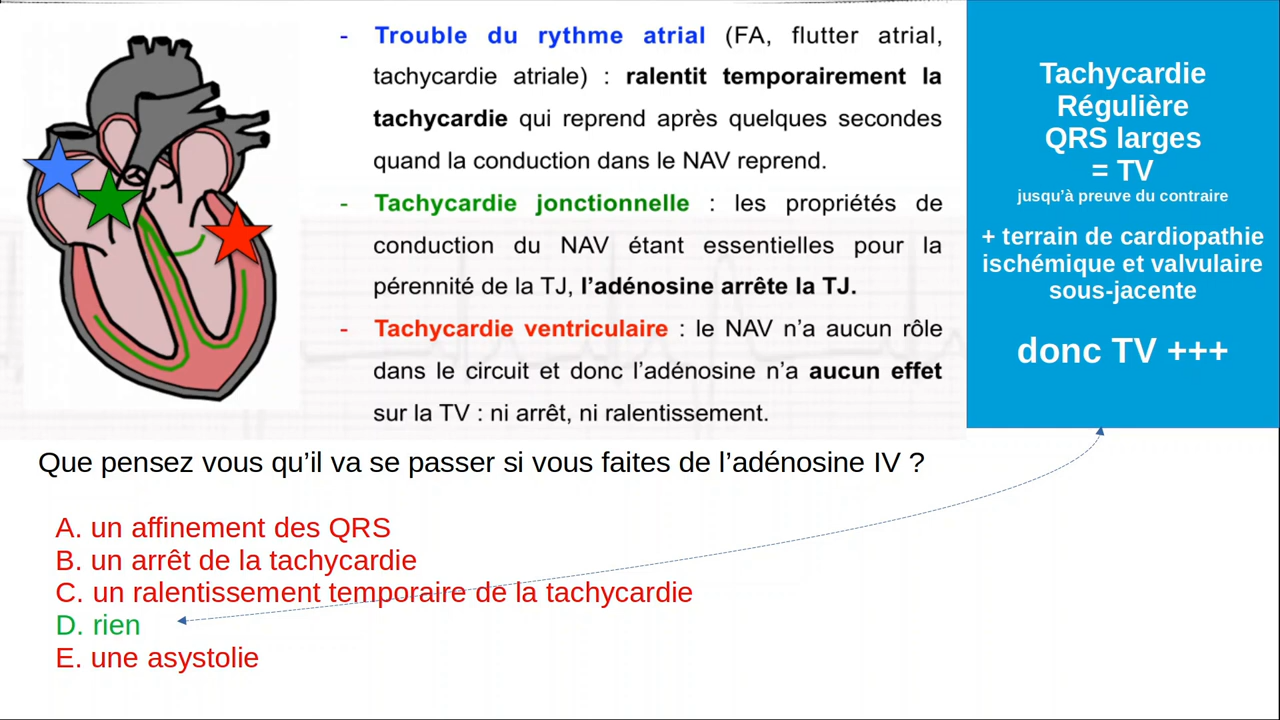 - Trouble du rythme atrial (FA, flutter atrial,
tachycardie atriale) : ralentit temporairement la
tachycardie qui reprend après quelques secondes
quand la conduction dans le NAV reprend.
- Tachycardie jonctionnelle : les propriétés de
conduction du NAV étant essentielles pour la
pérennité de la TJ, l’adénosine arrête la TJ.
- Tachycardie ventriculaire : le NAV n’a aucun rôle
dans le circuit et donc l’adénosine n’a aucun effet
sur la TV : ni arrêt, ni ralentissement.
Tachycardie
Régulière
QRS larges
= TV
jusqu’à preuve du contraire
+ terrain de cardiopathie
ischémique et valvulaire
sous-jacente
donc TV +++
Que pensez vous qu’il va se passer si vous faites de l’adénosine IV ?
A. un affinement des QRS
B. un arrêt de la tachycardie
C. un ralentissement temporaire de la tachycardie
D. rien
E. une asystolie